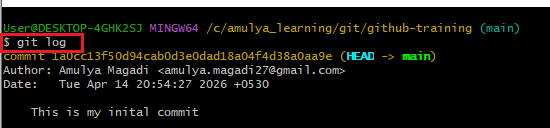 User@DESKTOP-4GHK2SJ MINGW64 /c/amulya_learning/git/github-training (main)
$ git log
commit 1a0cc13f50d94cab0d3e0dad18a04f4d38a0aa9e (HEAD -> main)
Author: Amulya Magadi <amulya.magadi27@gmail.com>
Date:   Tue Apr 14 20:54:27 2026 +0530
    This is my inital commit